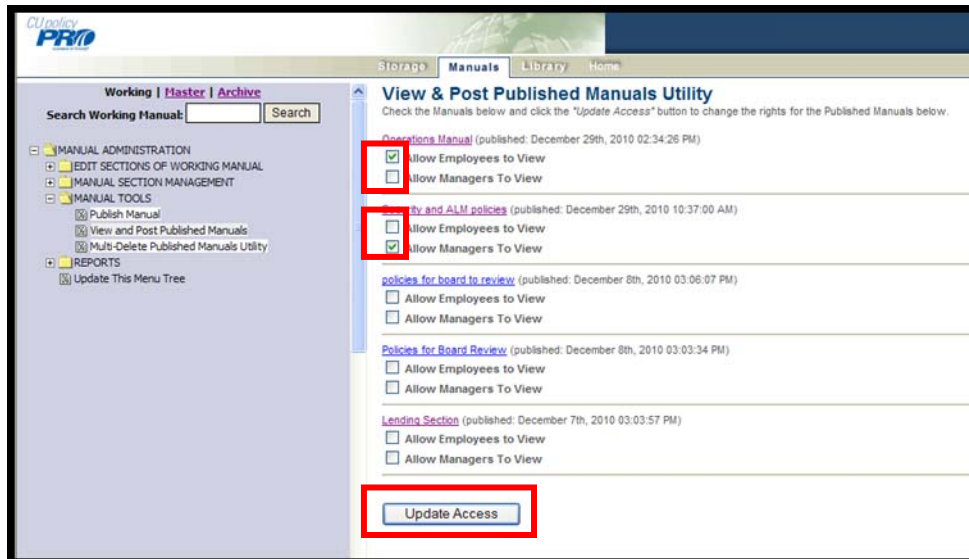 CU policy
PRO
Storage Manuals Library Home
Working | Master | Archive
Search Working Manual: Search
MANUAL ADMINISTRATION
EDIT SECTIONS OF WORKING MANUAL
MANUAL SECTION MANAGEMENT
MANUAL TOOLS
Publish Manual
View and Post Published Manuals
Multi-Delete Published Manuals Utility
REPORTS
Update This Menu Tree
View & Post Published Manuals Utility
Check the Manuals below and click the "Update Access" button to change the rights for the Published Manuals below.
Operations Manual (published: December 29th, 2010 02:34:26 PM)
Allow Employees to View
Allow Managers To View
and ALM policies (published: December 29th, 2010 10:37:00 AM)
Allow Employees to View
Allow Managers To View
policies for board to review (published: December 8th, 2010 03:06:07 PM)
Allow Employees to View
Allow Managers To View
Policies for Board Review (published: December 8th, 2010 03:03:34 PM)
Allow Employees to View
Allow Managers To View
Lending Section (published: December 7th, 2010 03:03:57 PM)
Allow Employees to View
Allow Managers To View
Update Access